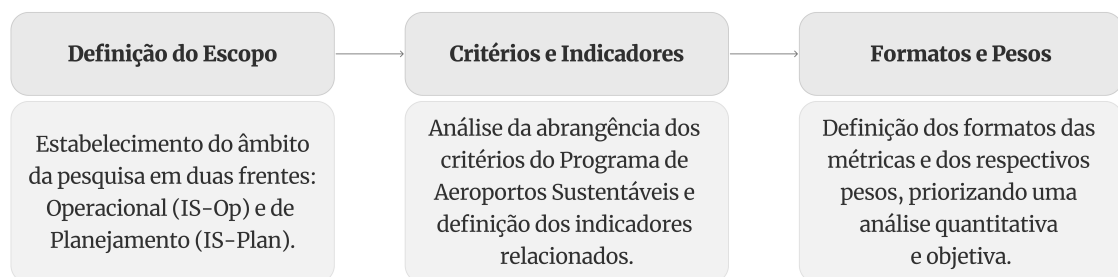 Definição do Escopo
Estabelecimento do âmbito
da pesquisa em duas frentes:
Operacional (IS-Op) e de
Planejamento (IS-Plan).
Critérios e Indicadores
Análise da abrangência dos
critérios do Programa de
Aeroportos Sustentáveis e
definição dos indicadores
relacionados.
Formatos e Pesos
Definição dos formatos das
métricas e dos respectivos
pesos, priorizando uma
análise quantitativa
e objetiva.